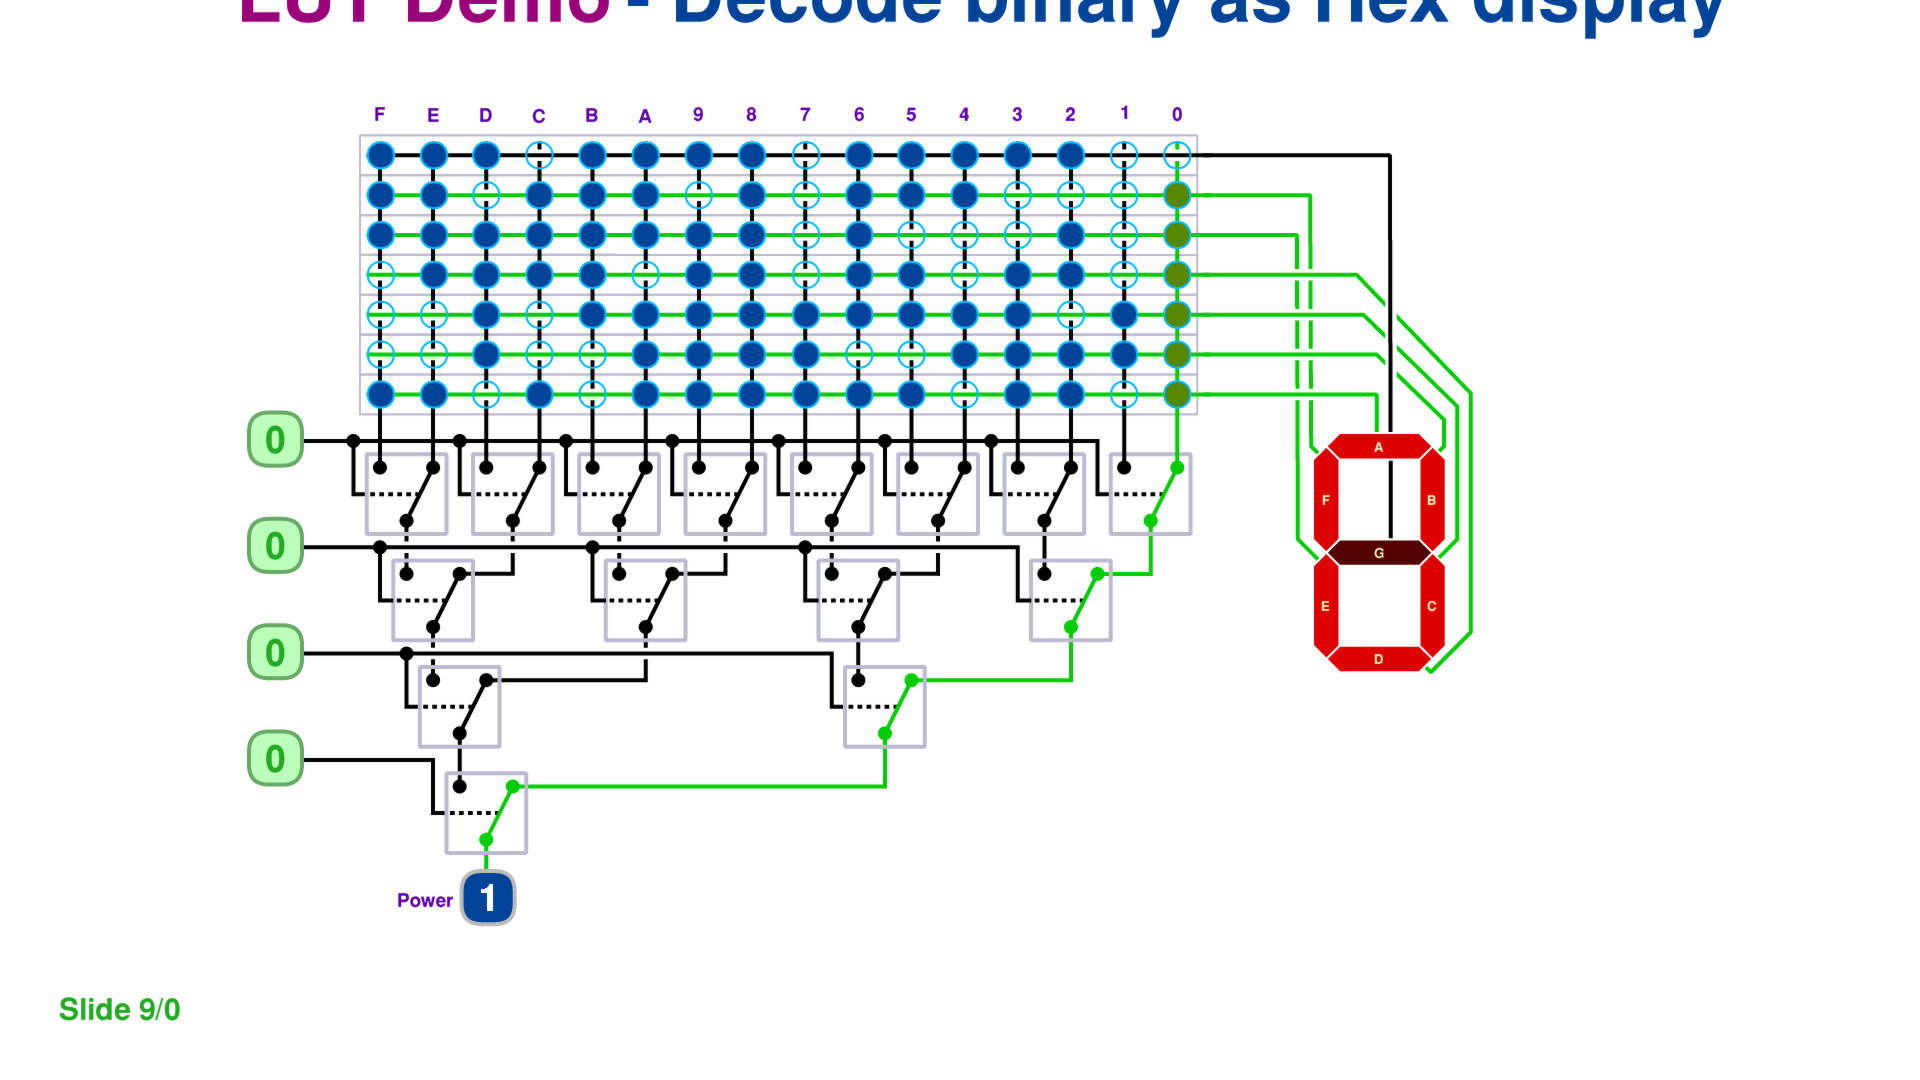 LUT Demo - Decode binary as Hex display
F E D C B A 9 8 7 6 5 4 3 2 1 0
0
0
0
0
A
F B
G
E C
D
Power 1
Slide 9/0